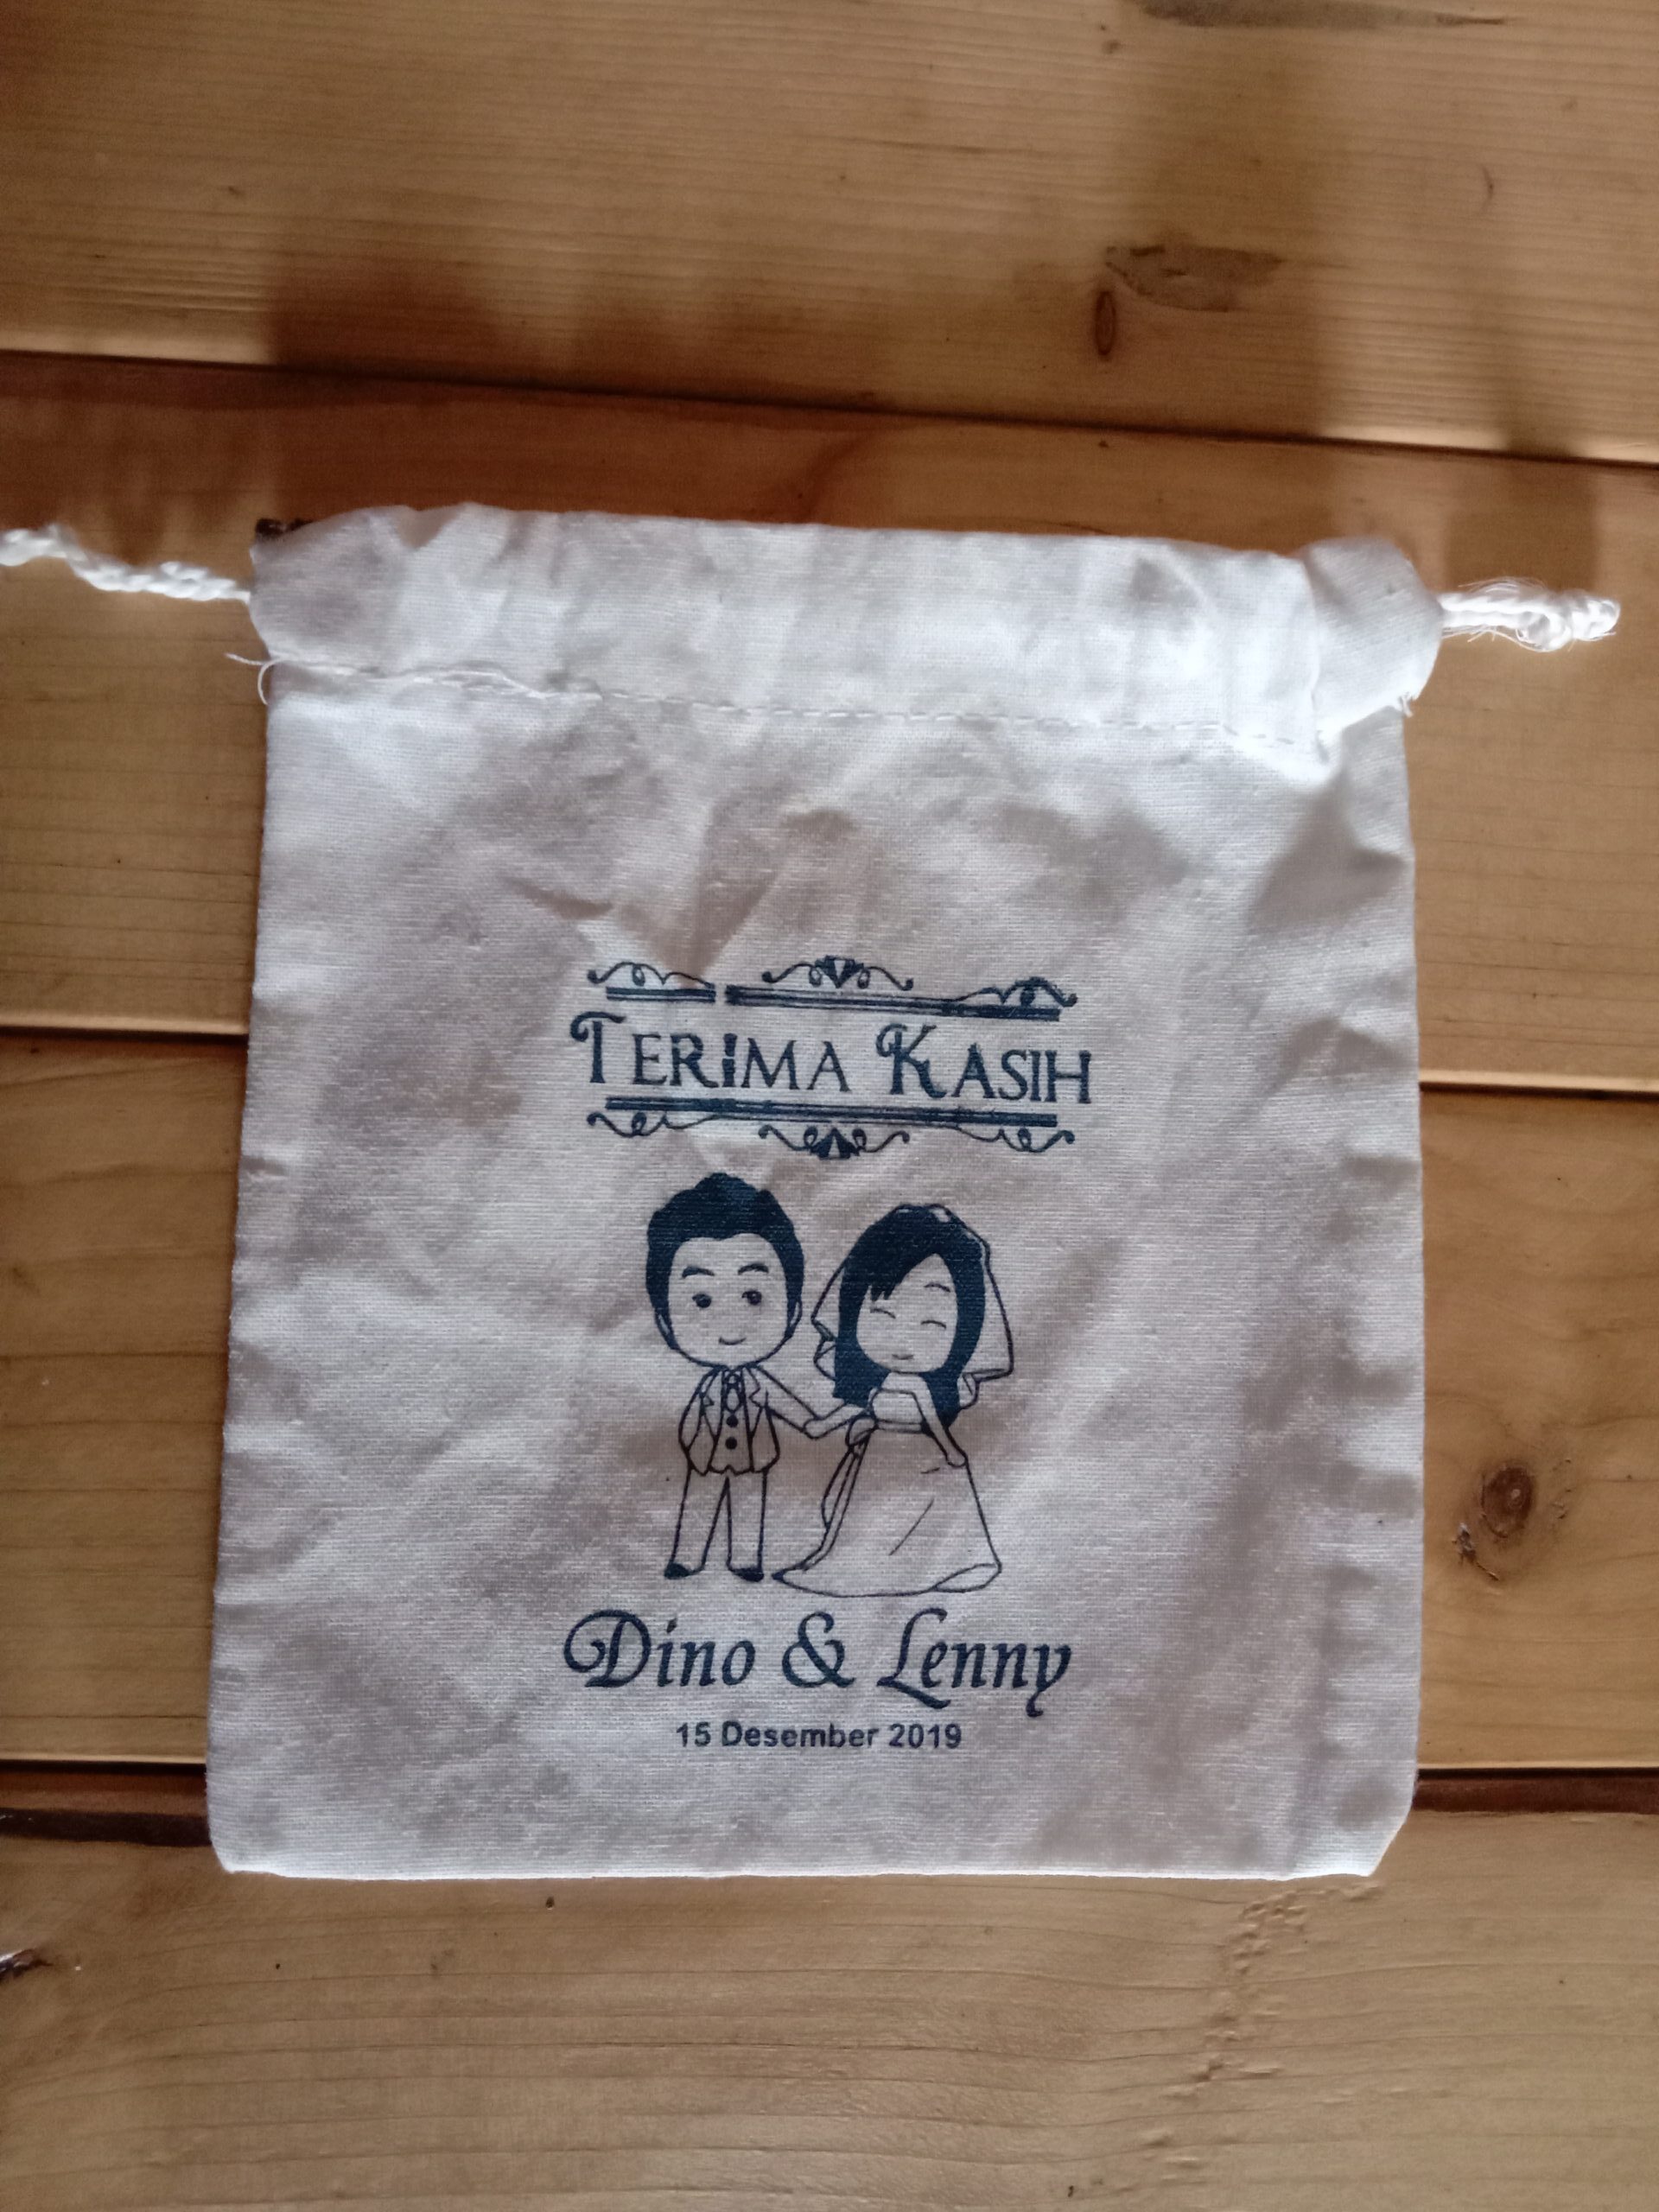 TERIMA KASIH
Dino & Lenny
15 Desember 2019